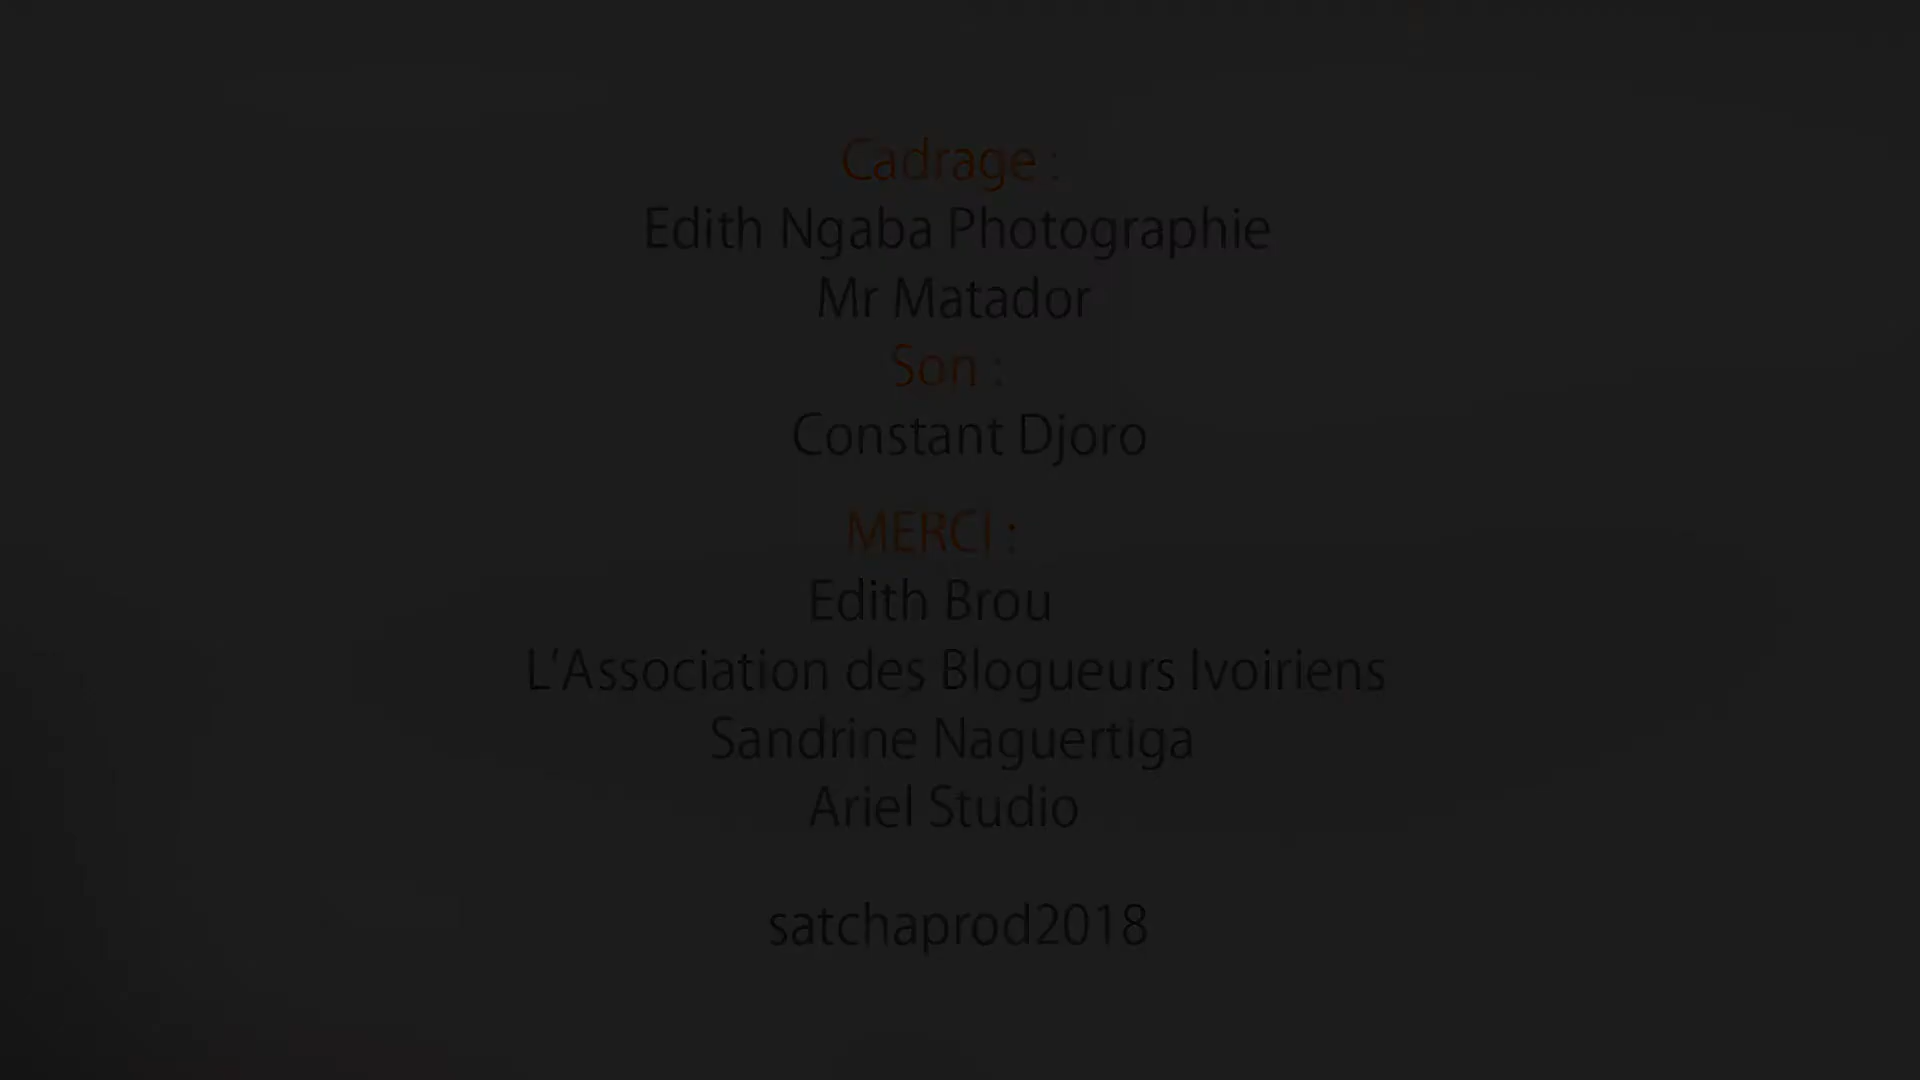 Cadrage :
Edith Ngaba Photographie
Mr Matador
Son :
Constant Djoro
MERCI :
Edith Brou
L'Association des Blogueurs Ivoiriens
Sandrine Naguertiga
Ariel Studio
satchaprod2018